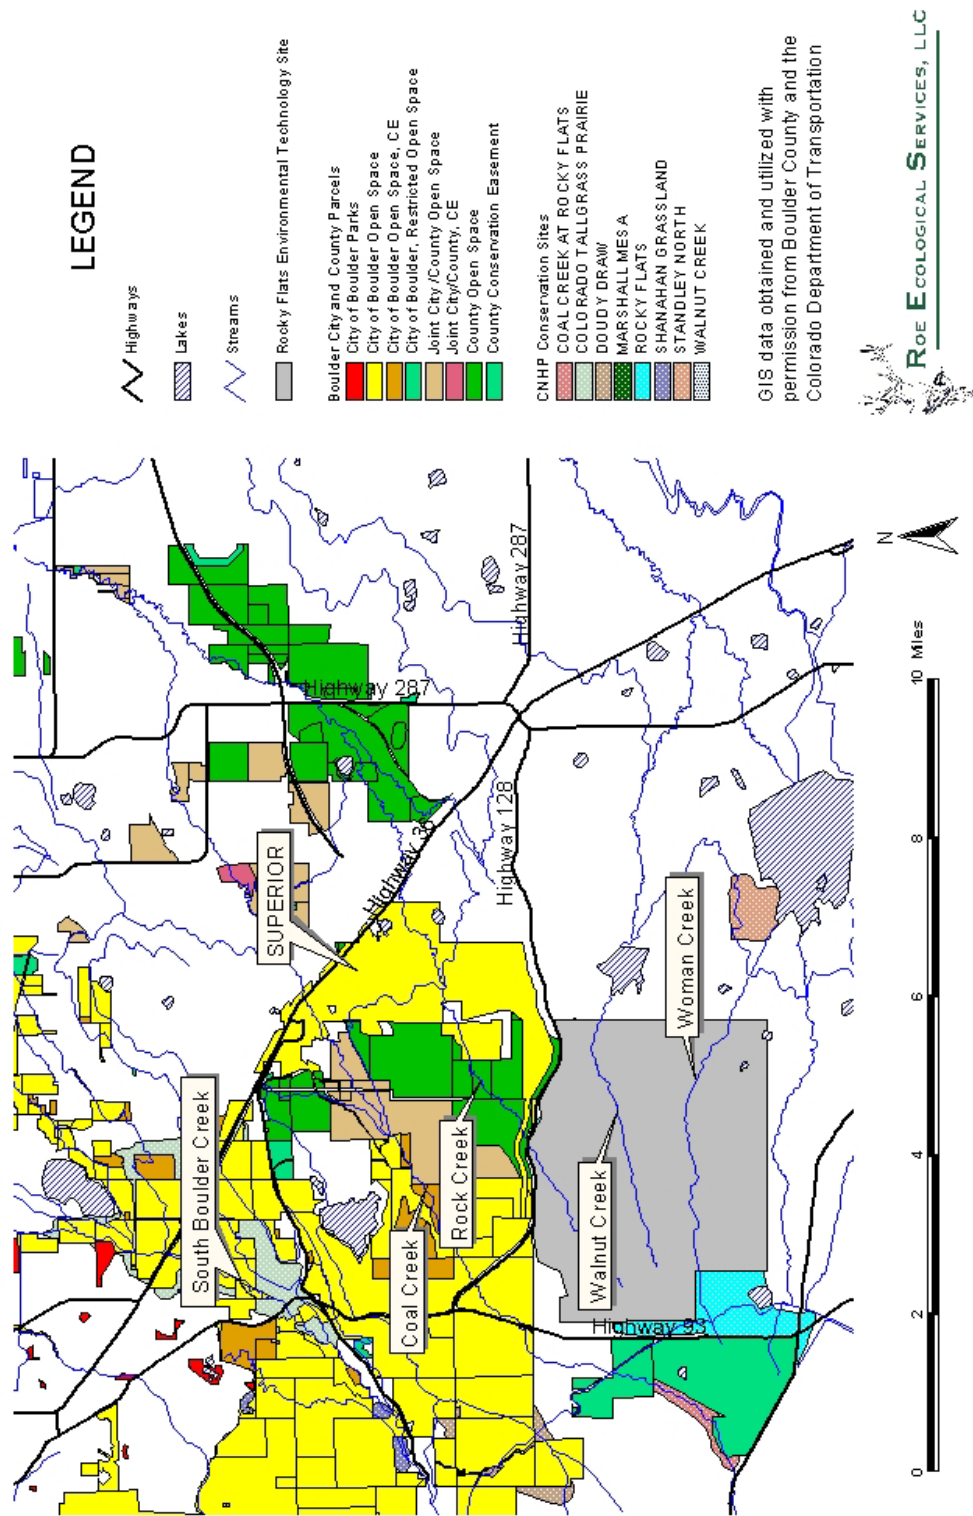 LEGEND
Highways
Lakes
Streams
Rocky Flats Environmental Technology Site
Boulder City and County Parcels
City of Boulder Parks
City of Boulder Open Space
City of Boulder Open Space, CE
City of Boulder, Restricted Open Space
Joint City /County Open Space
Joint City/County, CE
County Open Space
County Conservation Easement
CNHP Conservation Sites
COAL CREEK AT ROCKY FLATS
COLORADO TALLGRASS PRAIRIE
DOUDY DRAW
MARSHALL MESA
ROCKY FLATS
SHANAHAN GRASSLAND
STANDLEY NORTH
WALNUT CREEK
GIS data obtained and utilized with
permission from Boulder County and the
Colorado Department of Transportation
ROE ECOLOGICAL SERVICES, LLC
South Boulder Creek
SUPERIOR
Highway 287
Highway 36
Highway 287
Highway 128
Coal Creek
Rock Creek
Walnut Creek
Woman Creek
Highway 93
N
0 2 4 6 8 10 Miles